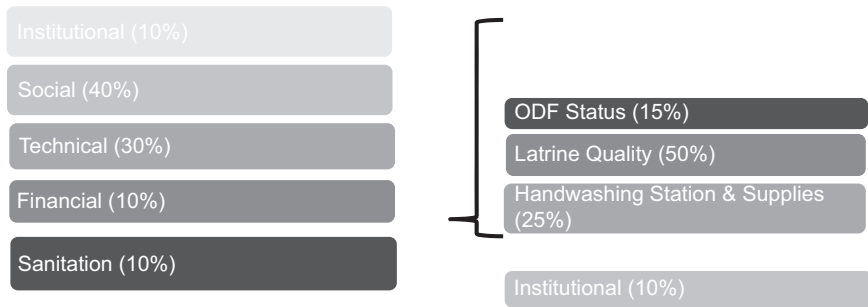 Institutional (10%)
Social (40%)
Technical (30%)
Financial (10%)
Sanitation (10%)
ODF Status (15%)
Latrine Quality (50%)
Handwashing Station & Supplies
(25%)
Institutional (10%)